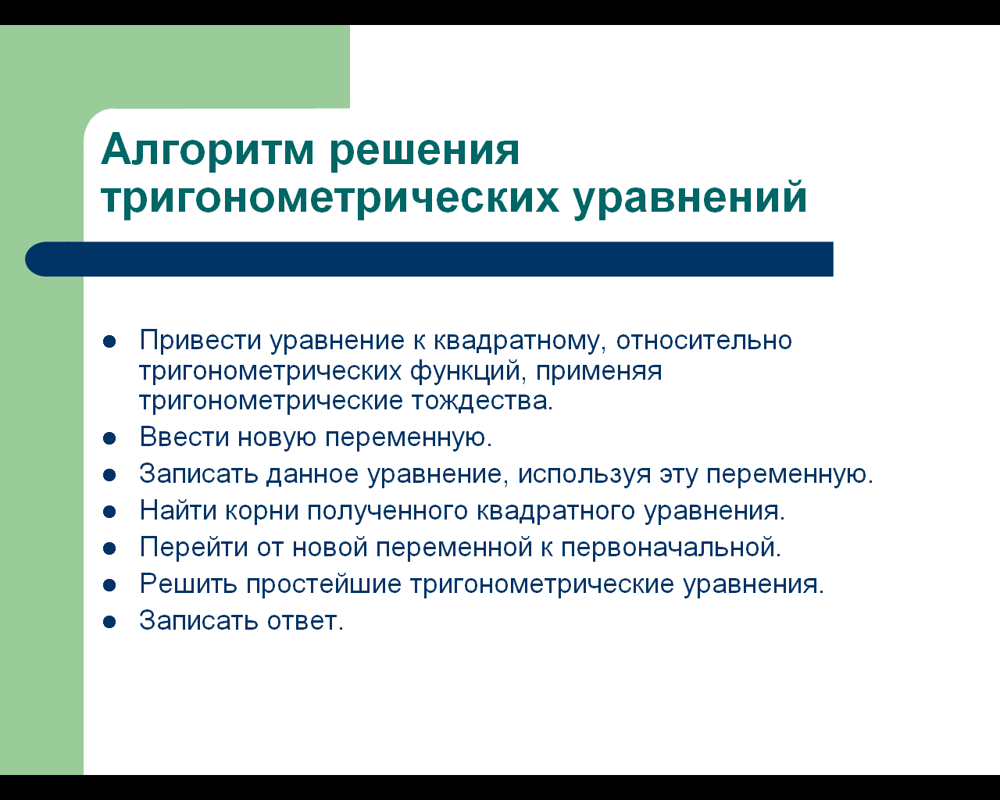 Алгоритм решения
тригонометрических уравнений
Привести уравнение к квадратному, относительно
тригонометрических функций, применяя
тригонометрические тождества.
Ввести новую переменную.
Записать данное уравнение, используя эту переменную.
Найти корни полученного квадратного уравнения.
Перейти от новой переменной к первоначальной.
Решить простейшие тригонометрические уравнения.
Записать ответ.